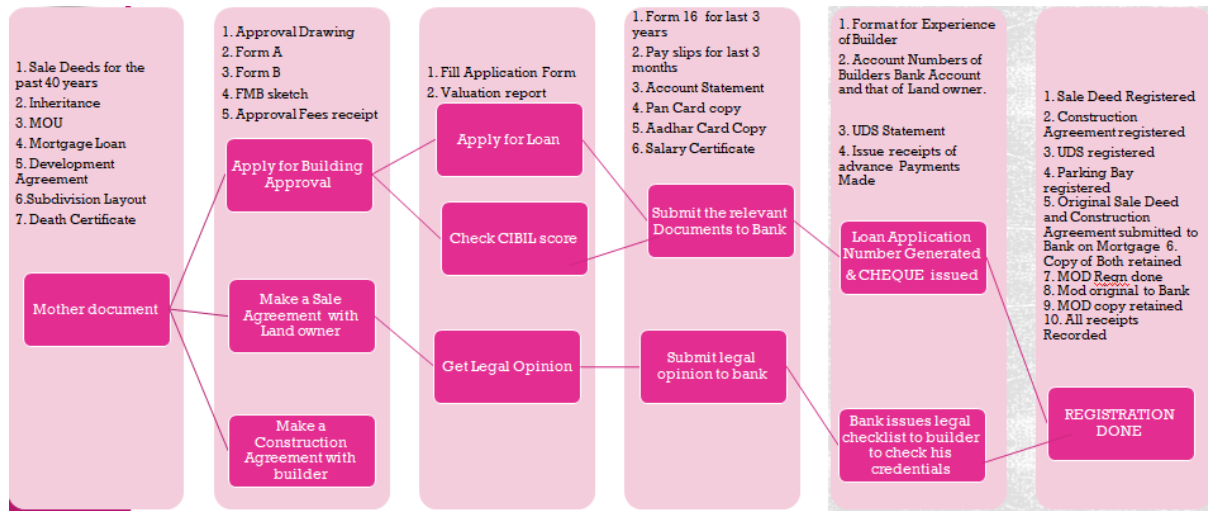 1. Sale Deeds for the
past 40 years
2. Inheritance
3. MOU
4. Mortgage Loan
5. Development
Agreement
6.Subdivision Layout
7. Death Certificate
Mother document
1. Approval Drawing
2. Form A
3. Form B
4. FMB sketch
5. Approval Fees receipt
Apply for Building
Approval
Make a Sale
Agreement with
Land owner
Make a
Construction
Agreement with
builder
1. Fill Application Form
2. Valuation report
Apply for Loan
Check CIBIL score
Get Legal Opinion
1. Form 16 for last 3
years
2. Pay slips for last 3
months
3. Account Statement
4. Pan Card copy
5. Aadhar Card Copy
6. Salary Certificate
Submit the relevant
Documents to Bank
Submit legal
opinion to bank
1. Format for Experience
of Builder
2. Account Numbers of
Builders Bank Account
and that of Land owner.
3. UDS Statement
4. Issue receipts of
advance Payments
Made
Loan Application
Number Generated
& CHEQUE issued
Bank issues legal
checklist to builder
to check his
credentials
1. Sale Deed Registered
2. Construction
Agreement registered
3. UDS registered
4. Parking Bay
registered
5. Original Sale Deed
and Construction
Agreement submitted to
Bank on Mortgage 6.
Copy of Both retained
7. MOD Regn done
8. Mod original to Bank
9. MOD copy retained
10. All receipts
Recorded
REGISTRATION
DONE